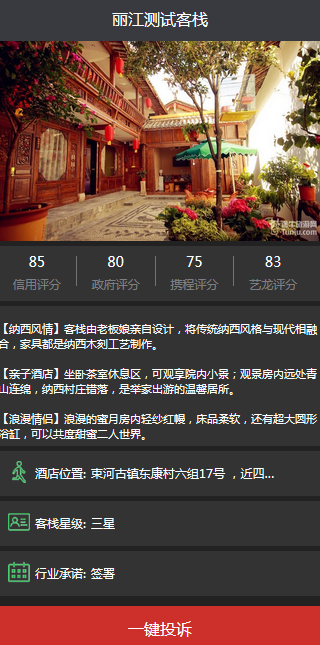 丽江测试客栈
途牛旅游网
Tuniu.com
85 80 75 83
信用评分 政府评分 携程评分 艺龙评分
【纳西风情】客栈由老板娘亲自设计，将传统纳西风格与现代相融
合，家具都是纳西木刻工艺制作。
【亲子酒店】坐卧茶室休息区，可观享院内小景；观景房内远处青
山连绵，纳西村庄错落，是举家出游的温馨居所。
【浪漫情侣】浪漫的蜜月房内轻纱红幔，床品柔软，还有超大圆形
浴缸，可以共度甜蜜二人世界。
酒店位置: 束河古镇东康村六组17号 ，近四...
客栈星级: 三星
行业承诺: 签署
一键投诉